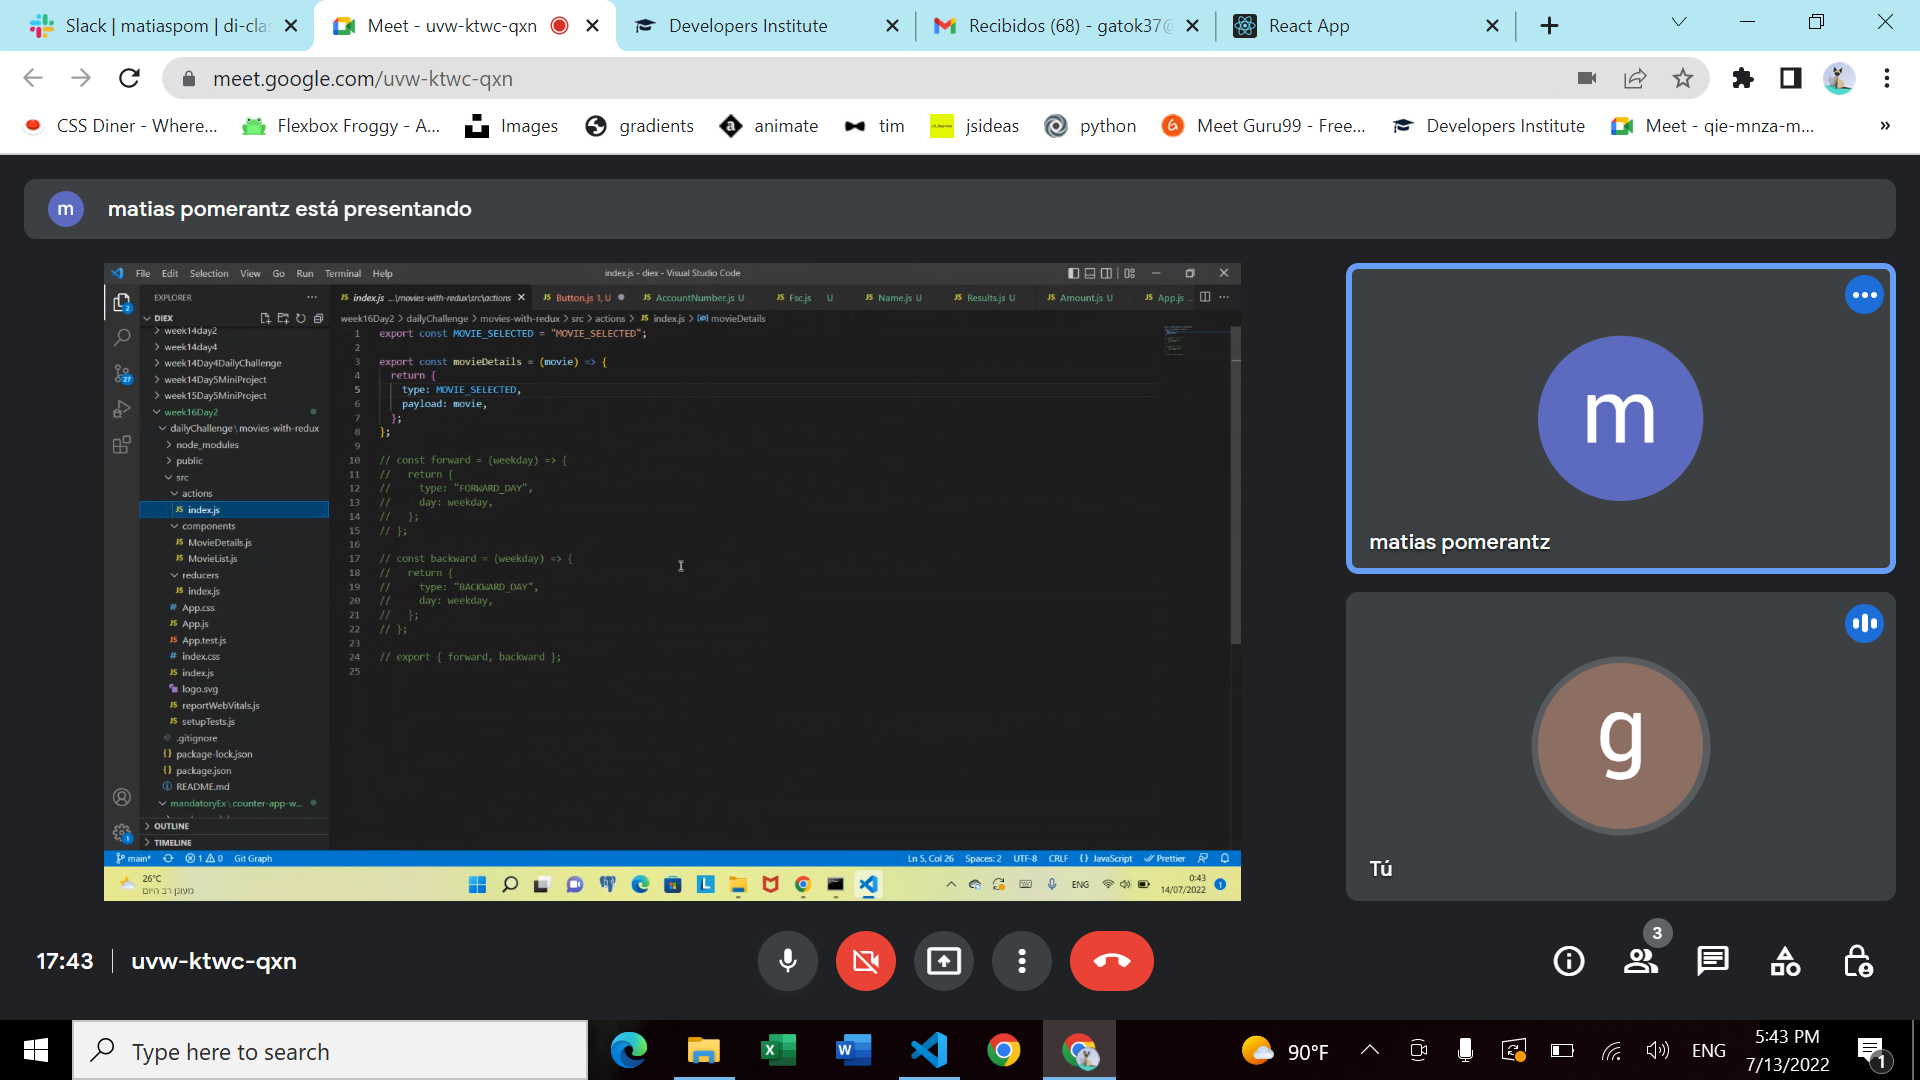 Slack | matiaspom | di-cla
Meet - uvw-ktwc-qxn
Developers Institute
Recibidos (68) - gatok37@
React App
meet.google.com/uvw-ktwc-qxn
CSS Diner - Where...
Flexbox Froggy - A...
Images
gradients
animate
tim
jsideas
python
Meet Guru99 - Free...
Developers Institute
Meet - qie-mnza-m...
»
m
matias pomerantz está presentando
File Edit Selection View Go Run Terminal Help
index.js - diex - Visual Studio Code
EXPLORER
index.js ...\movies-with-redux\src\actions
Button.js 1, U
AccountNumber.js U
Fsc.js U
Name.js U
Results.js U
Amount.js U
App.js
week16Day2 > dailyChallenge > movies-with-redux > src > actions > index.js > movieDetails
DIEX
week14day2
week14day4
week14Day4DailyChallenge
week14Day5MiniProject
week15Day5MiniProject
week16Day2
dailyChallenge \ movies-with-redux
node_modules
public
src
actions
index.js
components
MovieDetails.js
MovieList.js
reducers
index.js
App.css
App.js
App.test.js
index.css
index.js
logo.svg
reportWebVitals.js
setupTests.js
.gitignore
package-lock.json
package.json
README.md
mandatoryEx \ counter-app-w...
OUTLINE
TIMELINE
1 export const MOVIE_SELECTED = "MOVIE_SELECTED";
2
3 export const movieDetails = (movie) => {
4 return {
5 type: MOVIE_SELECTED,
6 payload: movie,
7 };
8 };
9
10 // const forward = (weekday) => {
11 // return {
12 // type: "FORWARD_DAY",
13 // day: weekday,
14 // };
15 // };
16
17 // const backward = (weekday) => {
18 // return {
19 // type: "BACKWARD_DAY",
20 // day: weekday,
21 // };
22 // };
23
24 // export { forward, backward };
25
main* 1 0 Git Graph
Ln 5, Col 26 Spaces: 2 UTF-8 CRLF {} JavaScript Prettier
26°C
מעונן רב היום
ENG
0:43
14/07/2022
m
matias pomerantz
g
Tú
17:43 | uvw-ktwc-qxn
3
Type here to search
90°F
ENG
5:43 PM
7/13/2022
1